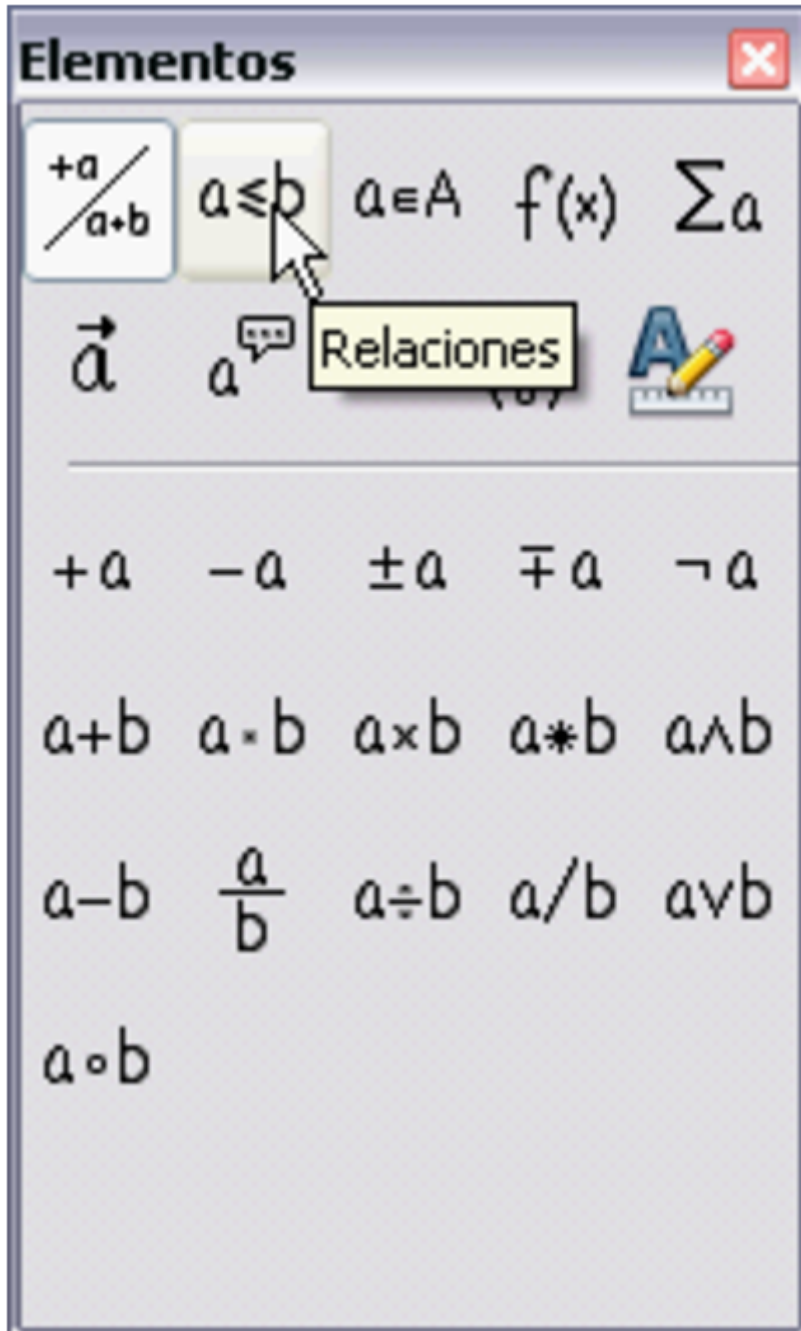 Elementos
+a/a+b a≤b a∈A f(x) ∑a
a⃗ a Relaciones
+a −a ±a ∓a ¬a
a+b a·b a×b a∗b a∧b
a−b a/b a÷b a/b a∨b
a∘b